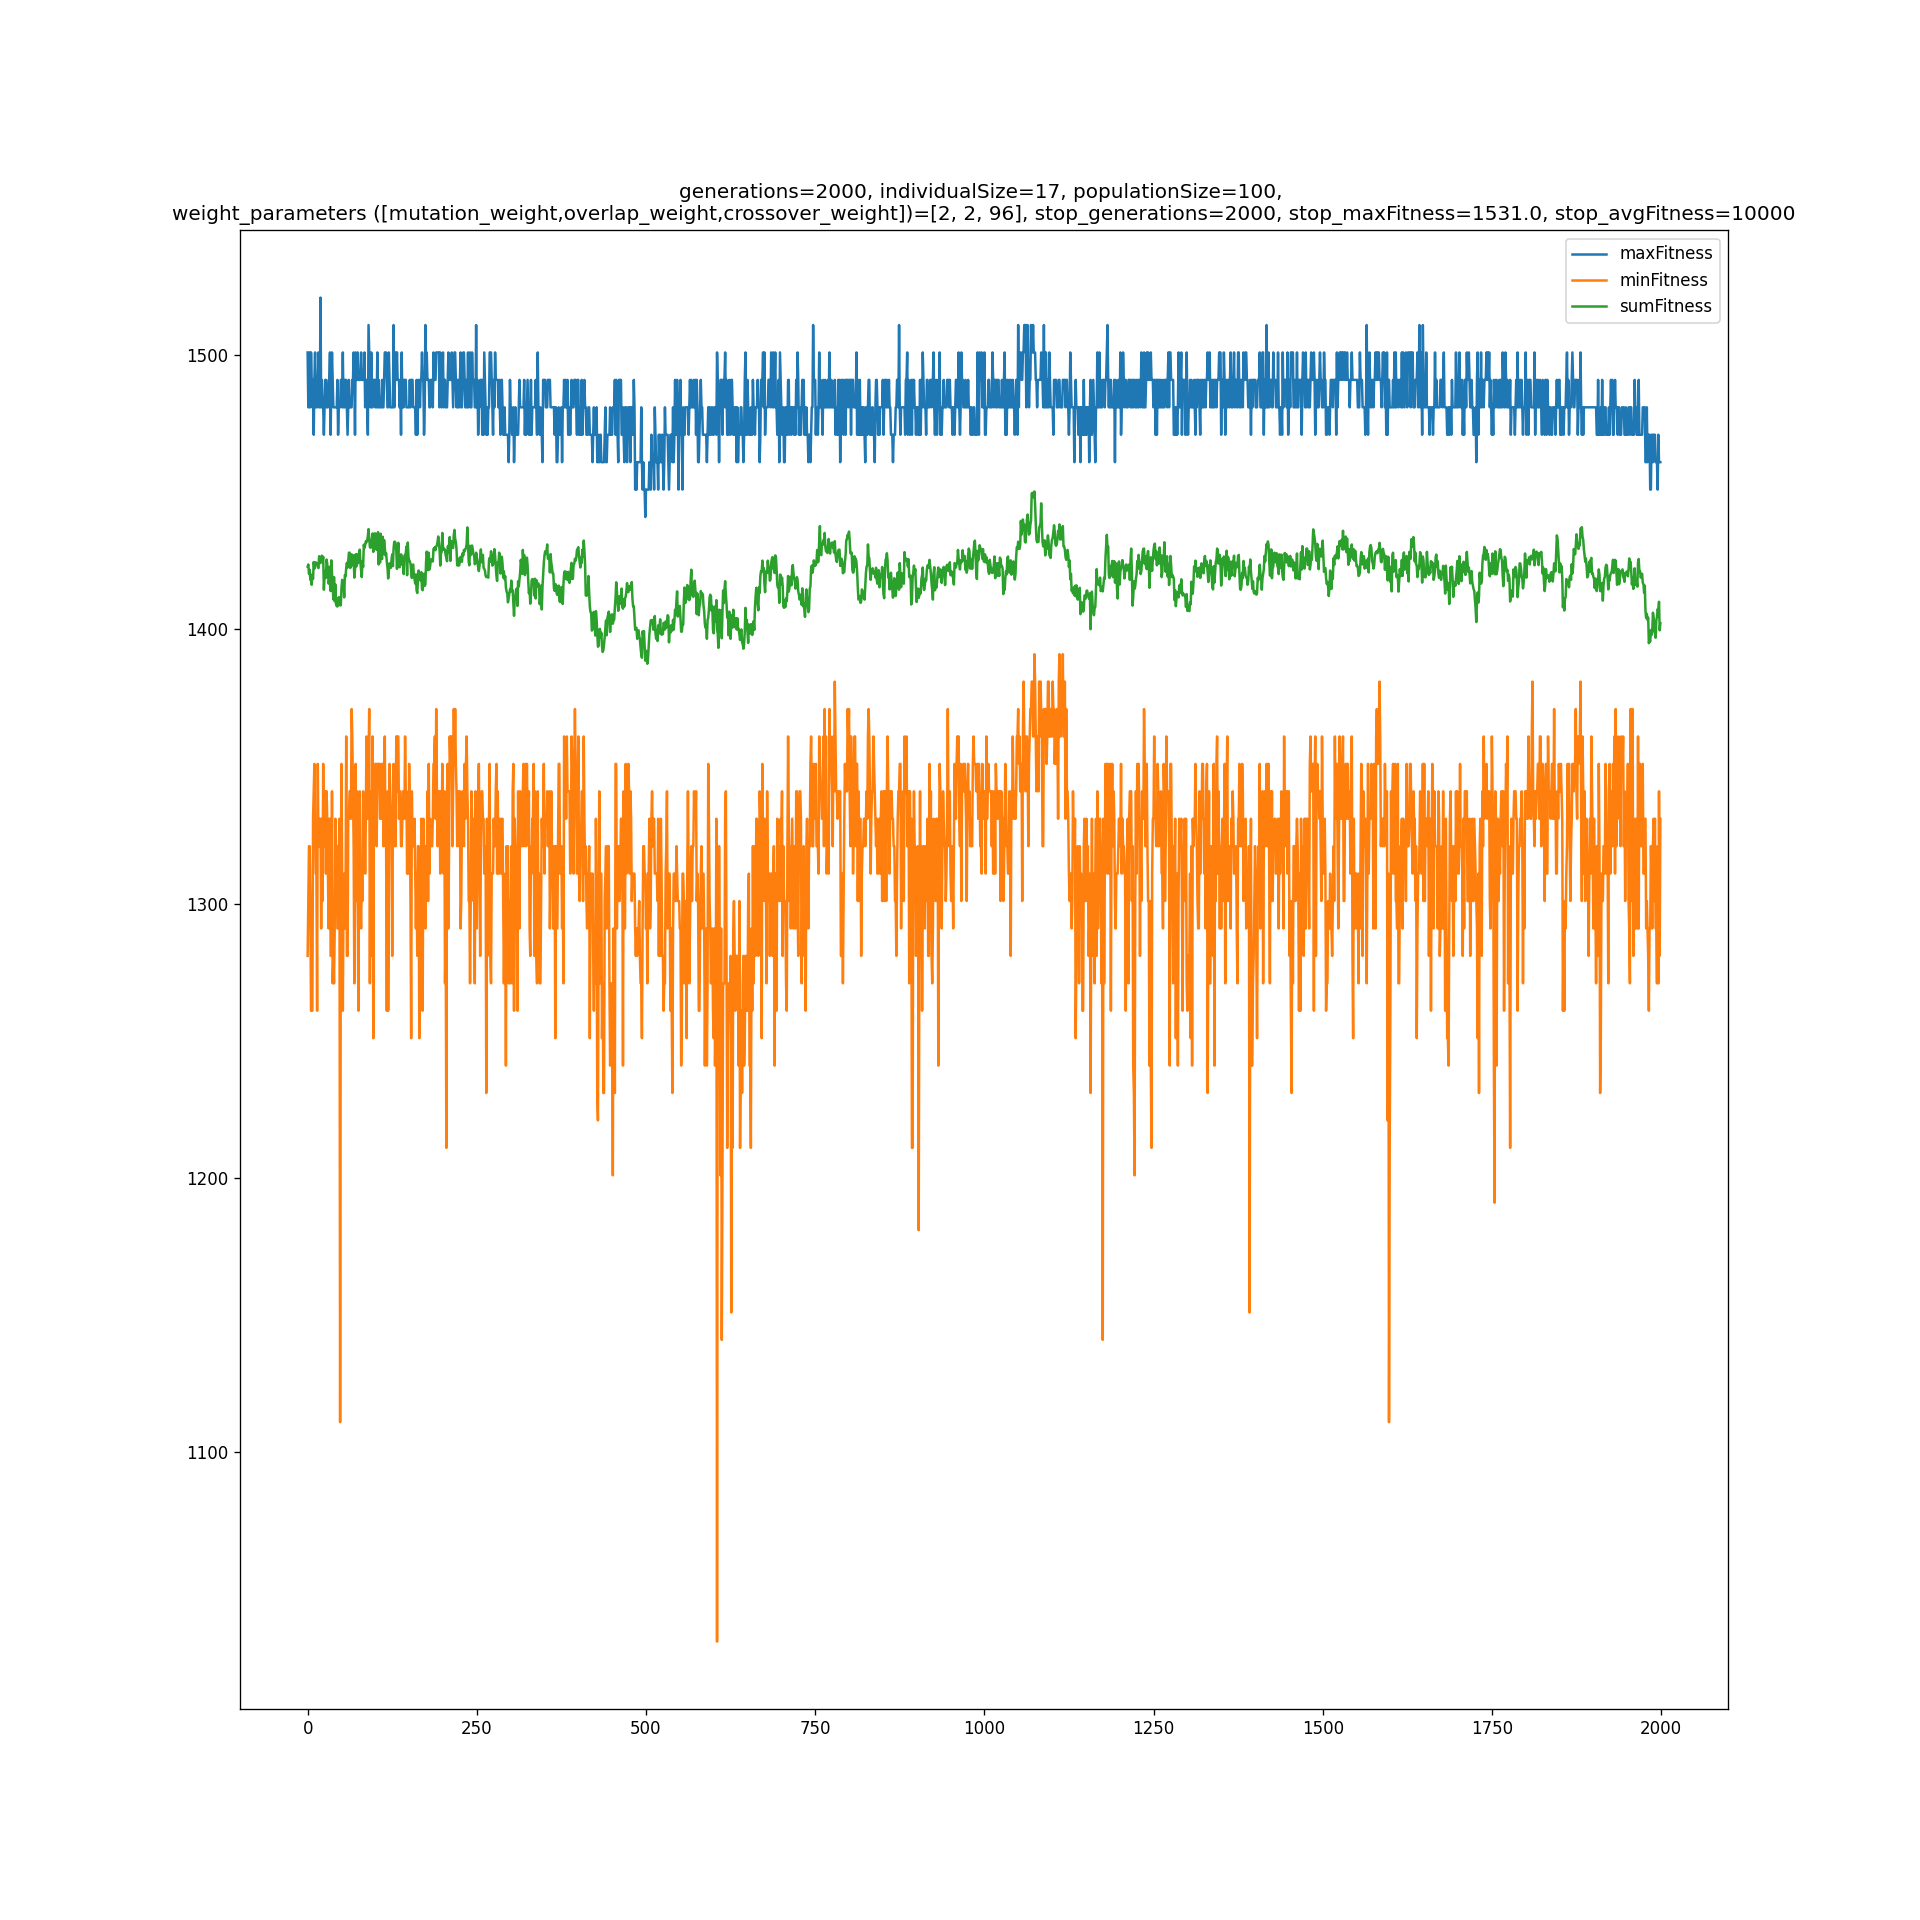 generations=2000, individualSize=17, populationSize=100,
weight_parameters ([mutation_weight,overlap_weight,crossover_weight])=[2, 2, 96], stop_generations=2000, stop_maxFitness=1531.0, stop_avgFitness=10000
maxFitness
minFitness
sumFitness
1500
1400
1300
1200
1100
0 250 500 750 1000 1250 1500 1750 2000